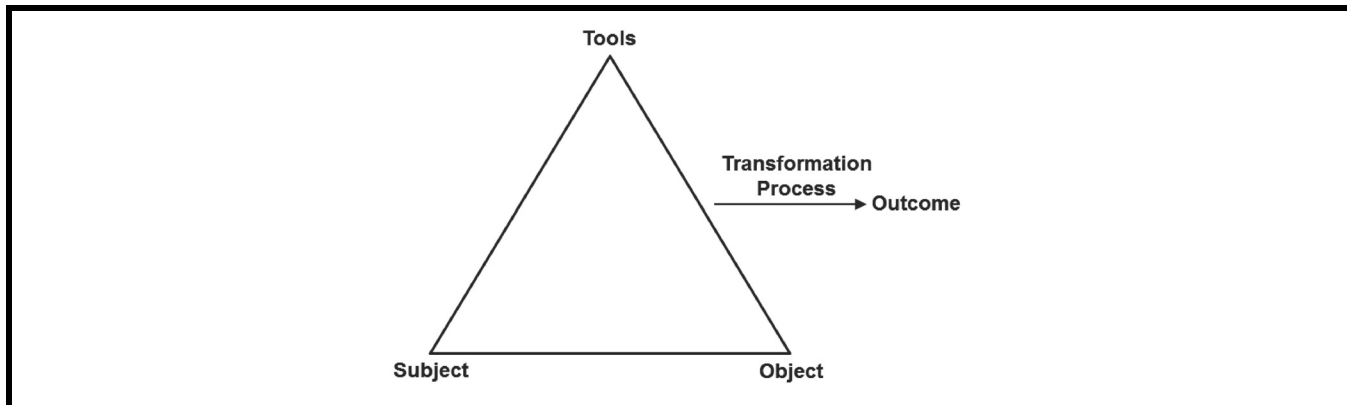 Tools
Transformation
Process
Outcome
Subject
Object